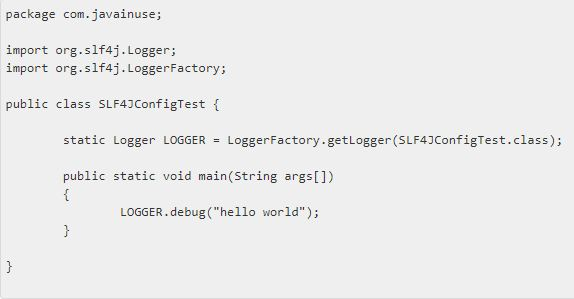 package com.javainuse;
import org.slf4j.Logger;
import org.slf4j.LoggerFactory;
public class SLF4JConfigTest {
static Logger LOGGER = LoggerFactory.getLogger(SLF4JConfigTest.class);
public static void main(String args[])
{
LOGGER.debug("hello world");
}
}